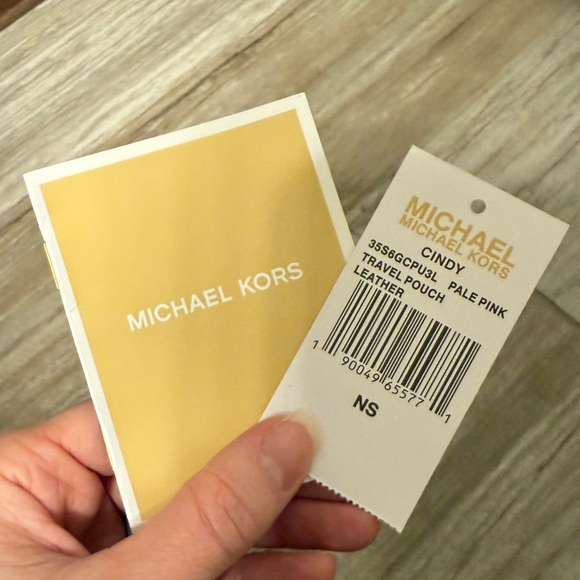 MICHAEL KORS
MICHAEL
MICHAEL KORS
CINDY
35S6GCPU3L PALE PINK
TRAVEL POUCH
LEATHER
1 90049 65577 1
NS